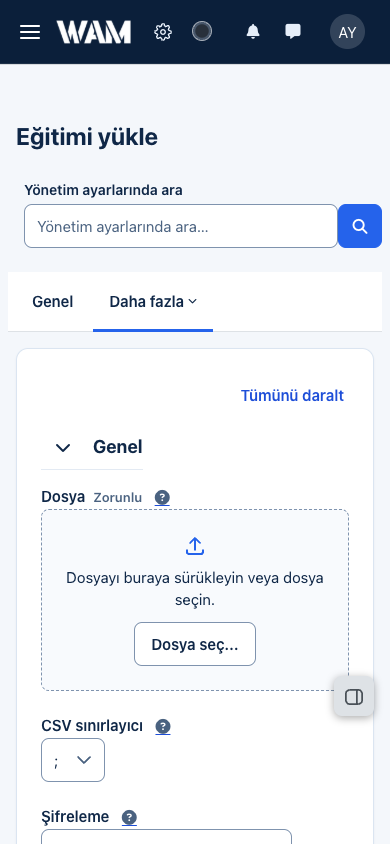 WAM
AY
Eğitimi yükle
Yönetim ayarlarında ara
Yönetim ayarlarında ara...
Genel
Daha fazla
Tümünü daralt
Genel
Dosya Zorunlu ?
Dosyayı buraya sürükleyin veya dosya
seçin.
Dosya seç...
CSV sınırlayıcı ?
;
Şifreleme ?